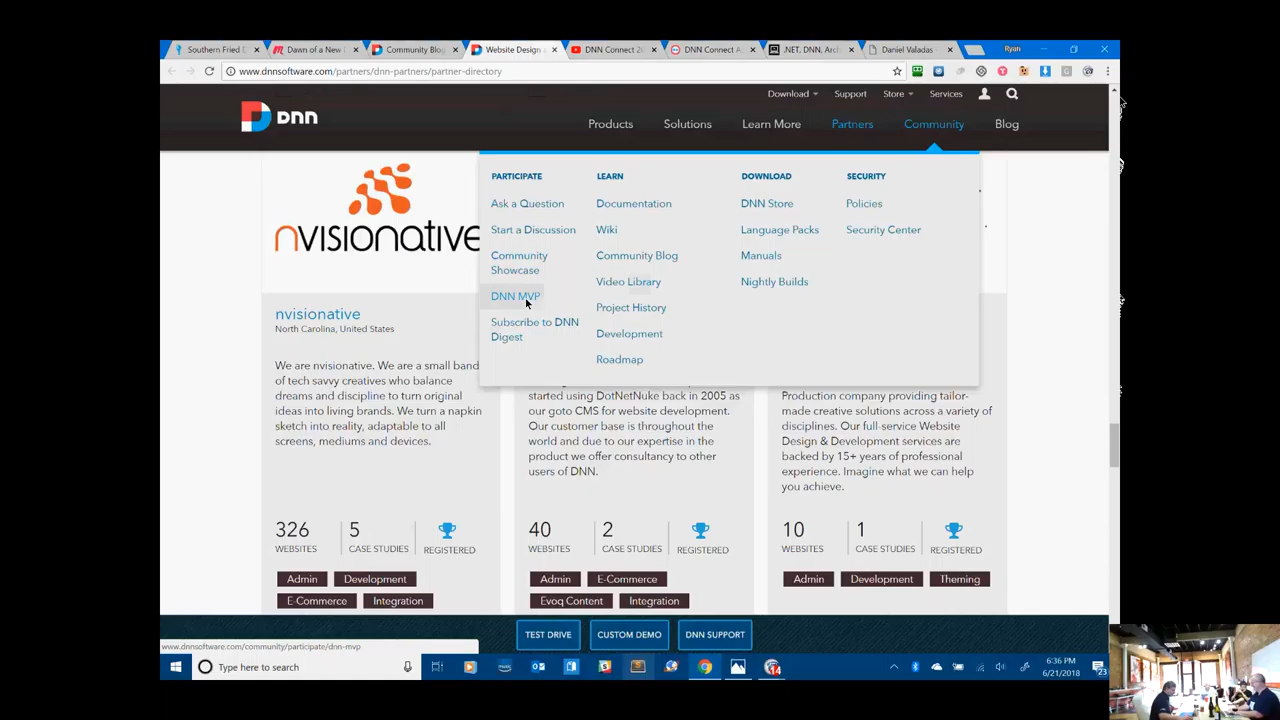 Southern Fried D
Dawn of a New
Community Blog
Website Design a
DNN Connect 20
DNN Connect A
.NET, DNN, Arch
Daniel Valadas
Ryan
www.dnnsoftware.com/partners/dnn-partners/partner-directory
Download
Support
Store
Services
DNN
Products
Solutions
Learn More
Partners
Community
Blog
PARTICIPATE
Ask a Question
Start a Discussion
Community
Showcase
DNN MVP
Subscribe to DNN
Digest
LEARN
Documentation
Wiki
Community Blog
Video Library
Project History
Development
Roadmap
DOWNLOAD
DNN Store
Language Packs
Manuals
Nightly Builds
SECURITY
Policies
Security Center
nvisionative
nvisionative
North Carolina, United States
We are nvisionative. We are a small band
of tech savvy creatives who balance
dreams and discipline to turn original
ideas into living brands. We turn a napkin
sketch into reality, adaptable to all
screens, mediums and devices.
326
WEBSITES
5
CASE STUDIES
REGISTERED
Admin
Development
E-Commerce
Integration
started using DotNetNuke back in 2005 as
our goto CMS for website development.
Our customer base is throughout the
world and due to our expertise in the
product we offer consultancy to other
users of DNN.
40
WEBSITES
2
CASE STUDIES
REGISTERED
Admin
E-Commerce
Evoq Content
Integration
Production company providing tailor-
made creative solutions across a variety of
disciplines. Our full-service Website
Design & Development services are
backed by 15+ years of professional
experience. Imagine what we can help
you achieve.
10
WEBSITES
1
CASE STUDIES
REGISTERED
Admin
Development
Theming
TEST DRIVE
CUSTOM DEMO
DNN SUPPORT
www.dnnsoftware.com/community/participate/dnn-mvp
Type here to search
14
6:36 PM
6/21/2018
23